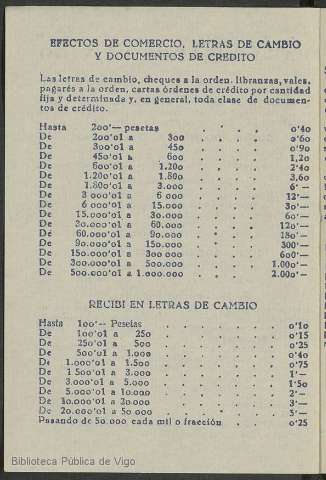 EFECTOS DE COMERCIO, LETRAS DE CAMBIO
Y DOCUMENTOS DE CREDITO
Las letras de cambio, cheques a la orden, libranzas, vales,
pagarés a la orden, cartas órdenes de crédito por cantidad
fija y determinada y, en general, toda clase de documen-
tos de crédito.
Hasta 200'— pesetas . . . . 0'40
De 200'01 a 300 . . . . 0'60
De 300'01 a 450 . . . . 0'90
De 450'01 a 600 . . . . 1,20
De 600'01 a 1.200 . . . . 2'40
De 1.200'01 a 1.800 . . . . 3,60
De 1.800'01 a 3.000 . . . . 6'—
De 3 000'01 a 6 000 . . . . 12'—
De 6 000'01 a 15.000 . . . . 30'—
De 15.000'01 a 30.000 . . . . 60'—
De 30.000'01 a 60.000 . . . . 120'—
De 60.000'01 a 90.000 . . . . 180'—
De 90.000'01 a 150.000 . . . . 300'—
De 150.000'01 a 300 000 . . . . 600'—
De 300.000'01 a 500.000 . . . . 1.000'—
De 500.000'01 a 1.000.000 . . . . 2.000'—
RECIBI EN LETRAS DE CAMBIO
Hasta 100'— Pesetas . . . . . 0'10
De 100'01 a 250 . . . . . 0'15
De 250'01 a 500 . . . . . 0'25
De 500'01 a 1.000 . . . . . 0'40
De 1.000'01 a 1.500 . . . . . 0'75
De 1 500'01 a 3.000 . . . . . 1'—
De 3.000'01 a 5.000 . . . . . 1'50
De 5.000'01 a 10.000 . . . . . 2'—
De 10.000'01 a 20.000 . . . . . 3'—
De 20.000'01 a 50.000 . . . . . 5'—
Pasando de 50.000 cada mil o fracción . . 0'25
Biblioteca Pública de Vigo